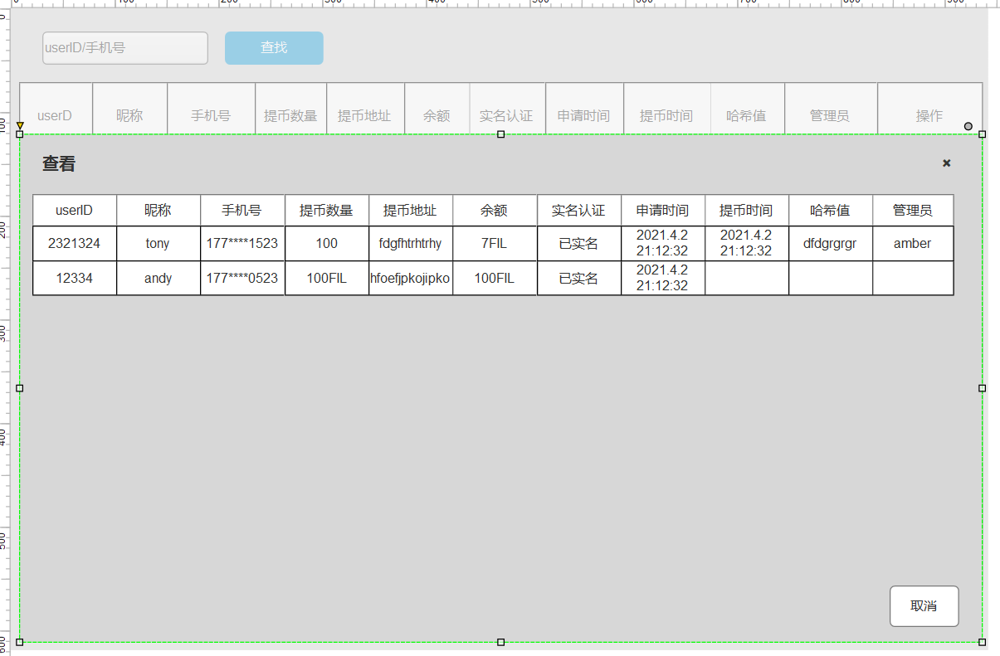 0 100 200 300 400 500 600 700 800 900
0
100
200
300
400
500
600
userID/手机号 查找
userD 昵称 手机号 提币数量 提币地址 余额 实名认证 申请时间 提币时间 哈希值 管理员 操作
查看 ×
userID 昵称 手机号 提币数量 提币地址 余额 实名认证 申请时间 提币时间 哈希值 管理员
2321324 tony 177****1523 100 fdgfhtrhtrhy 7FIL 已实名 2021.4.2 21:12:32 2021.4.2 21:12:32 dfdgrgrgr amber
12334 andy 177****0523 100FIL hfoefjpkojipko 100FIL 已实名 2021.4.2 21:12:32
取消